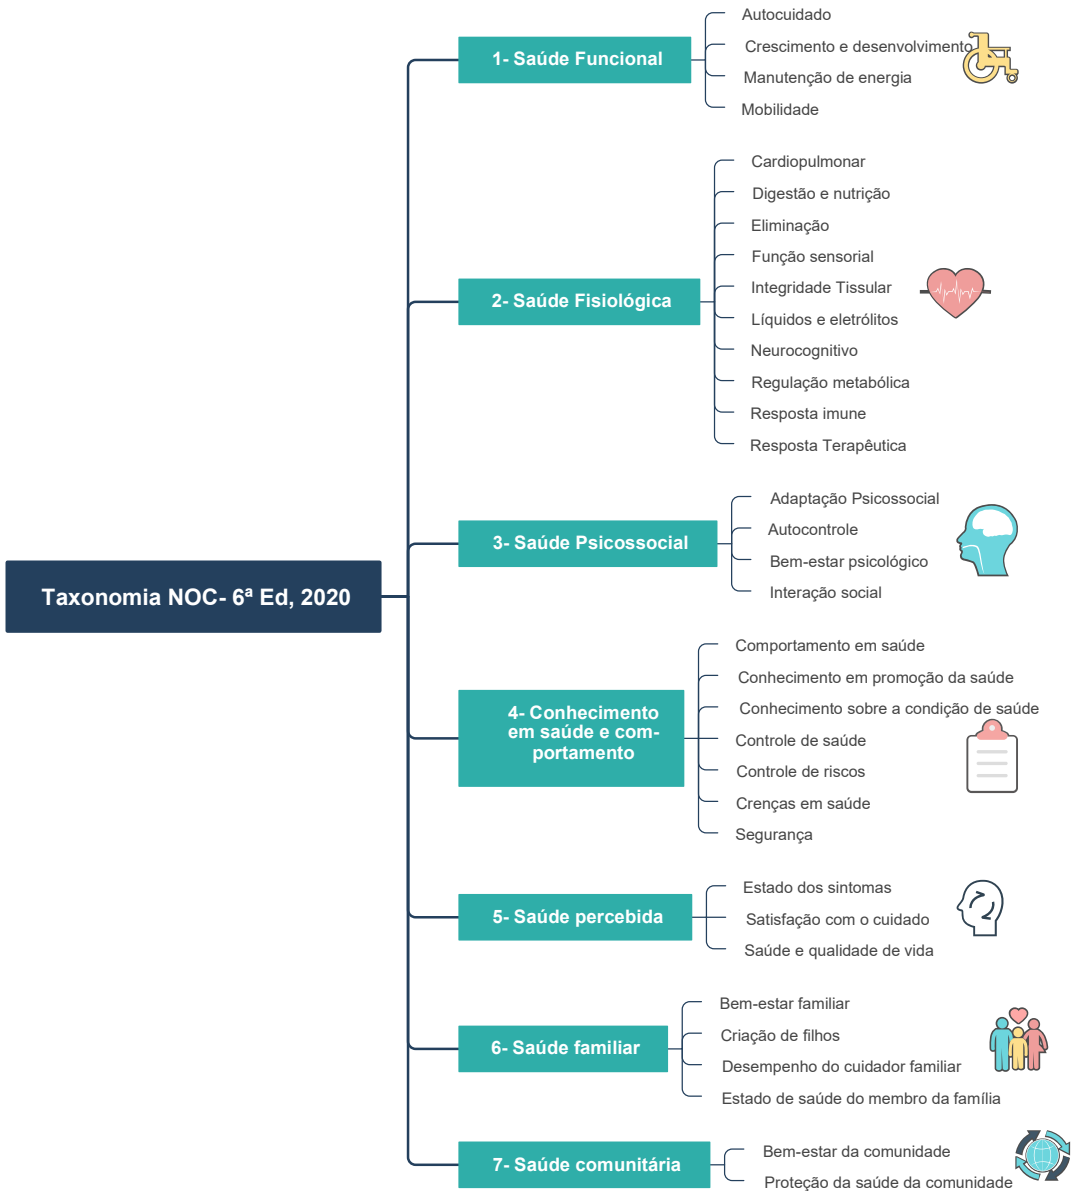 Taxonomia NOC- 6ª Ed, 2020
1- Saúde Funcional
Autocuidado
Crescimento e desenvolvimento
Manutenção de energia
Mobilidade
2- Saúde Fisiológica
Cardiopulmonar
Digestão e nutrição
Eliminação
Função sensorial
Integridade Tissular
Líquidos e eletrólitos
Neurocognitivo
Regulação metabólica
Resposta imune
Resposta Terapêutica
3- Saúde Psicossocial
Adaptação Psicossocial
Autocontrole
Bem-estar psicológico
Interação social
4- Conhecimento
em saúde e com-
portamento
Comportamento em saúde
Conhecimento em promoção da saúde
Conhecimento sobre a condição de saúde
Controle de saúde
Controle de riscos
Crenças em saúde
Segurança
5- Saúde percebida
Estado dos sintomas
Satisfação com o cuidado
Saúde e qualidade de vida
6- Saúde familiar
Bem-estar familiar
Criação de filhos
Desempenho do cuidador familiar
Estado de saúde do membro da família
7- Saúde comunitária
Bem-estar da comunidade
Proteção da saúde da comunidade